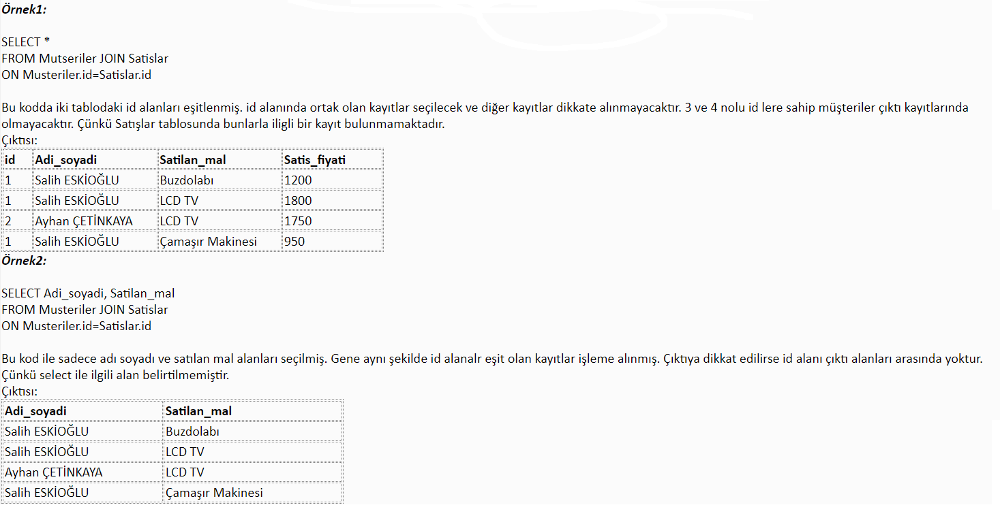 Örnek1:
SELECT *
FROM Mutseriler JOIN Satislar
ON Musteriler.id=Satislar.id
Bu kodda iki tablodaki id alanları eşitlenmiş. id alanında ortak olan kayıtlar seçilecek ve diğer kayıtlar dikkate alınmayacaktır. 3 ve 4 nolu id lere sahip müşteriler çıktı kayıtlarında
olmayacaktır. Çünkü Satışlar tablosunda bunlarla iligli bir kayıt bulunmamaktadır.
Çıktısı:
id Adi_soyadi Satilan_mal Satis_fiyati
1 Salih ESKİOĞLU Buzdolabı 1200
1 Salih ESKİOĞLU LCD TV 1800
2 Ayhan ÇETİNKAYA LCD TV 1750
1 Salih ESKİOĞLU Çamaşır Makinesi 950
Örnek2:
SELECT Adi_soyadi, Satilan_mal
FROM Musteriler JOIN Satislar
ON Musteriler.id=Satislar.id
Bu kod ile sadece adı soyadı ve satılan mal alanları seçilmiş. Gene aynı şekilde id alanalr eşit olan kayıtlar işleme alınmış. Çıktıya dikkat edilirse id alanı çıktı alanları arasında yoktur.
Çünkü select ile ilgili alan belirtilmemiştir.
Çıktısı:
Adi_soyadi Satilan_mal
Salih ESKİOĞLU Buzdolabı
Salih ESKİOĞLU LCD TV
Ayhan ÇETİNKAYA LCD TV
Salih ESKİOĞLU Çamaşır Makinesi